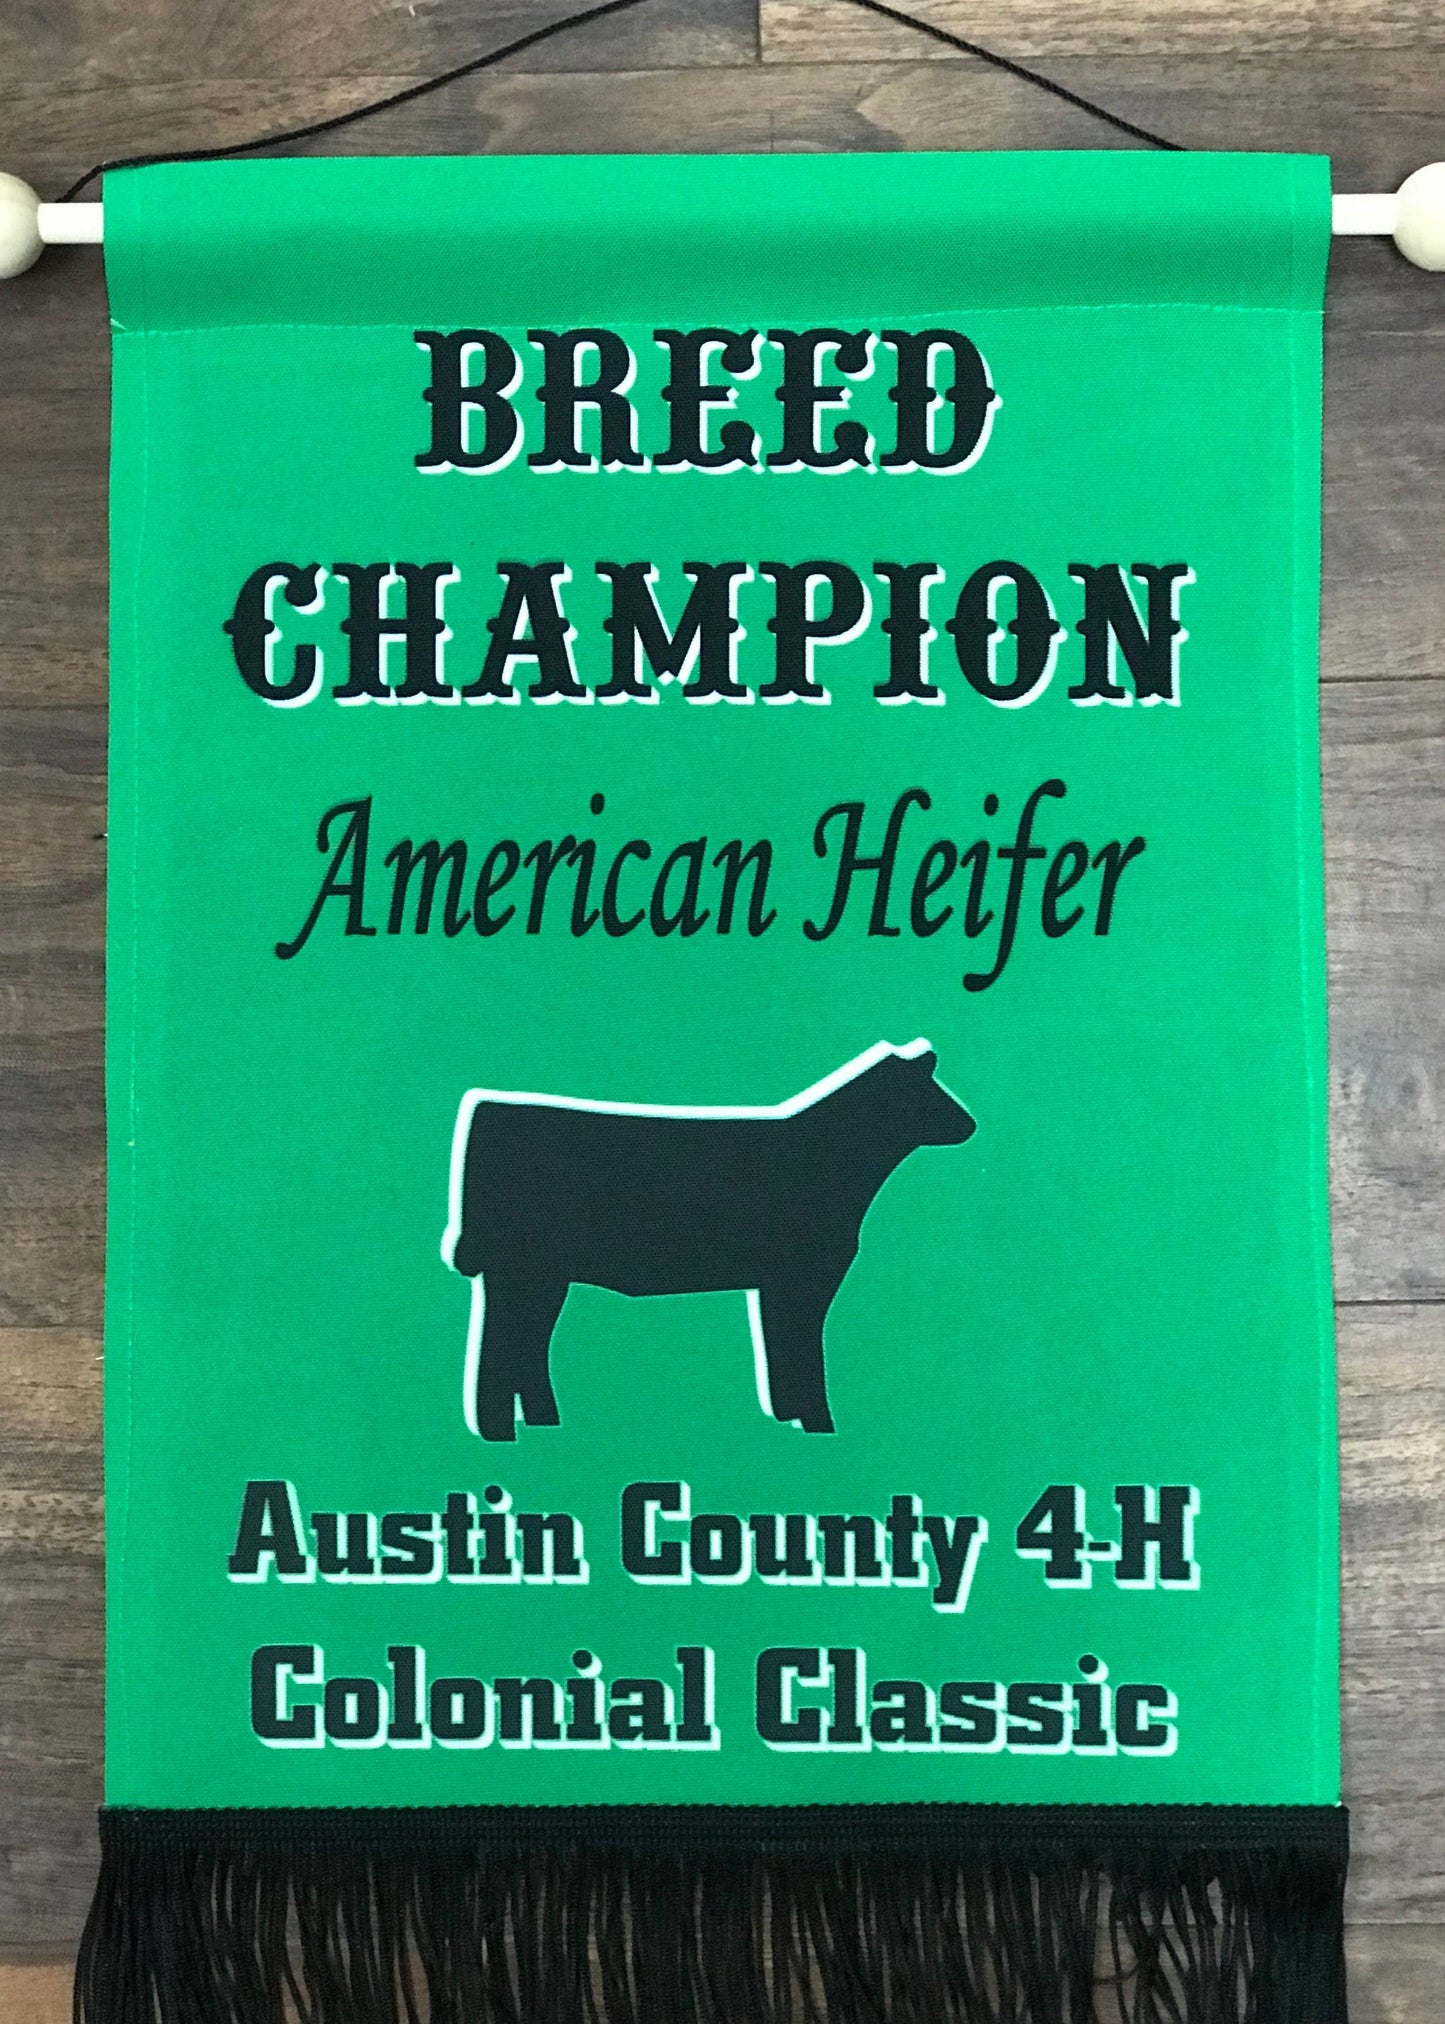 BREED
CHAMPION
American Heifer
Austin County 4-H
Colonial Classic